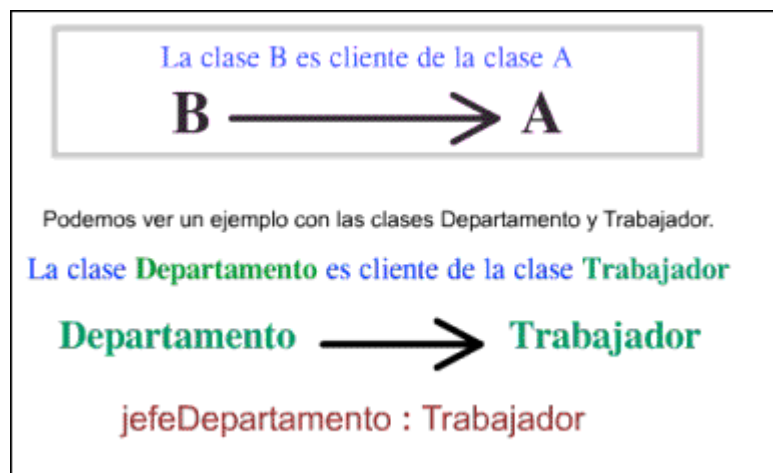 La clase B es cliente de la clase A
B A
Podemos ver un ejemplo con las clases Departamento y Trabajador.
La clase Departamento es cliente de la clase Trabajador
Departamento Trabajador
jefeDepartamento : Trabajador